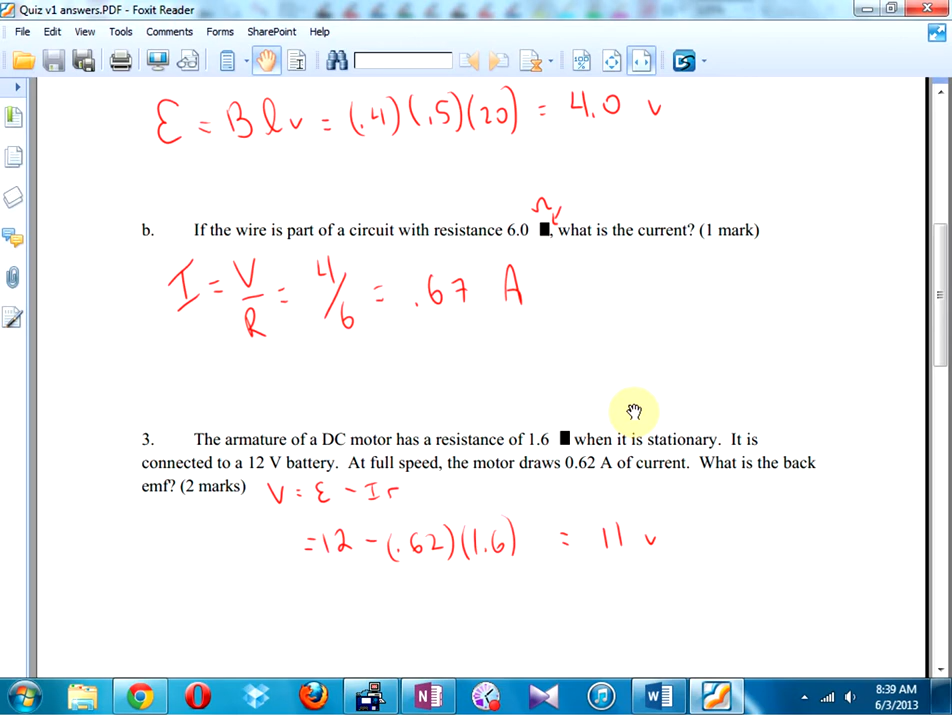 Quiz v1 answers.PDF - Foxit Reader
File Edit View Tools Comments Forms SharePoint Help
ℰ = Blv = (.4)(.5)(20) = 4.0 v
Ω
b. If the wire is part of a circuit with resistance 6.0 ■, what is the current? (1 mark)
I = V/R = 4/6 = .67 A
3. The armature of a DC motor has a resistance of 1.6 ■ when it is stationary. It is
connected to a 12 V battery. At full speed, the motor draws 0.62 A of current. What is the back
emf? (2 marks) V = ℰ - Ir
= 12 - (.62)(1.6) = 11 v
8:39 AM
6/3/2013